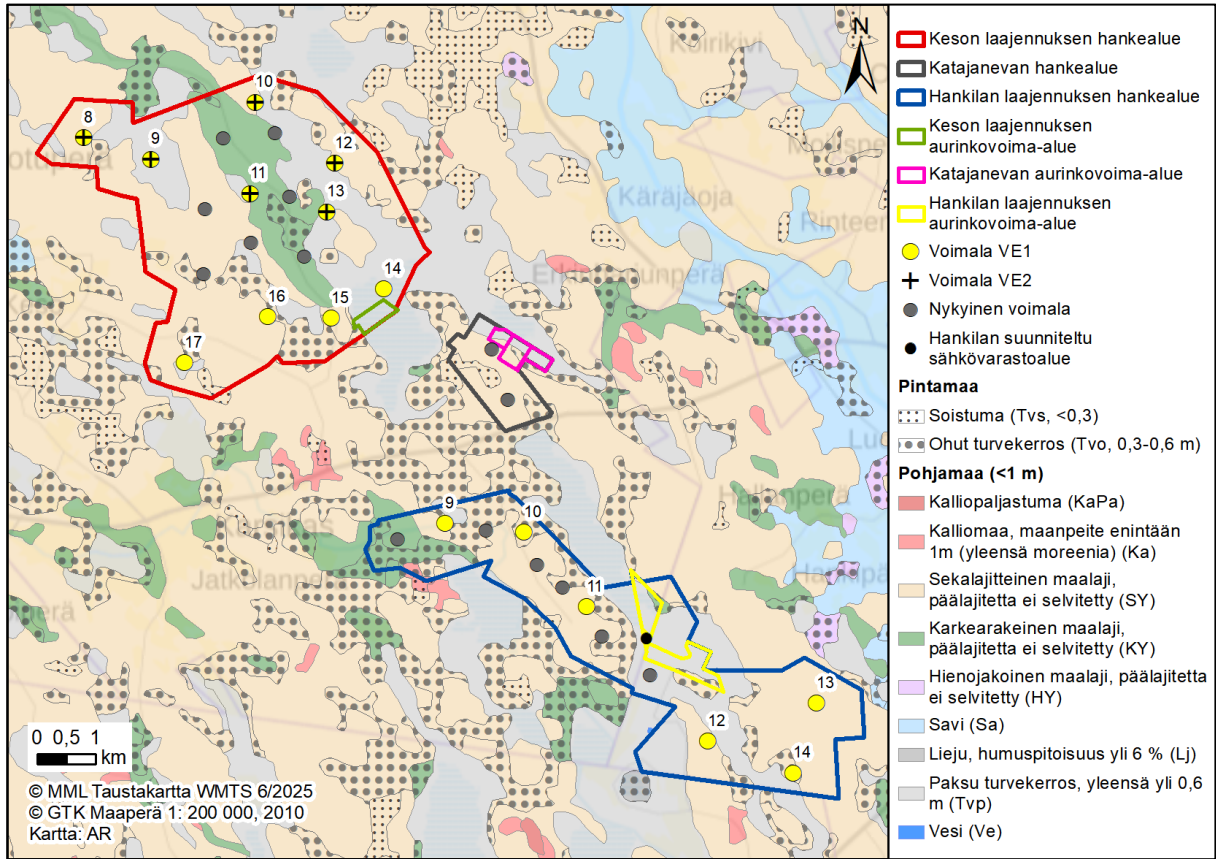 Koirikivi
N
10
8
9
12
11
13
otuperä
Käräjäoja
Rinteen
14
16
15
17
9
10
Hallanperä
Jatkelanperä
11
13
12
14
0 0,5 1
km
© MML Taustakartta WMTS 6/2025
© GTK Maaperä 1: 200 000, 2010
Kartta: AR
Keson laajennuksen hankealue
Katajanevan hankealue
Hankilan laajennuksen hankealue
Keson laajennuksen
aurinkovoima-alue
Katajanevan aurinkovoima-alue
Hankilan laajennuksen
aurinkovoima-alue
Voimala VE1
Voimala VE2
Nykyinen voimala
Hankilan suunniteltu
sähkövarastoalue
Pintamaa
Soistuma (Tvs, <0,3)
Ohut turvekerros (Tvo, 0,3-0,6 m)
Pohjamaa (<1 m)
Kalliopaljastuma (KaPa)
Kalliomaa, maanpeite enintään
1m (yleensä moreenia) (Ka)
Sekalajitteinen maalaji,
päälajitetta ei selvitetty (SY)
Karkearakeinen maalaji,
päälajitetta ei selvitetty (KY)
Hienojakoinen maalaji, päälajitetta
ei selvitetty (HY)
Savi (Sa)
Lieju, humuspitoisuus yli 6 % (Lj)
Paksu turvekerros, yleensä yli 0,6
m (Tvp)
Vesi (Ve)